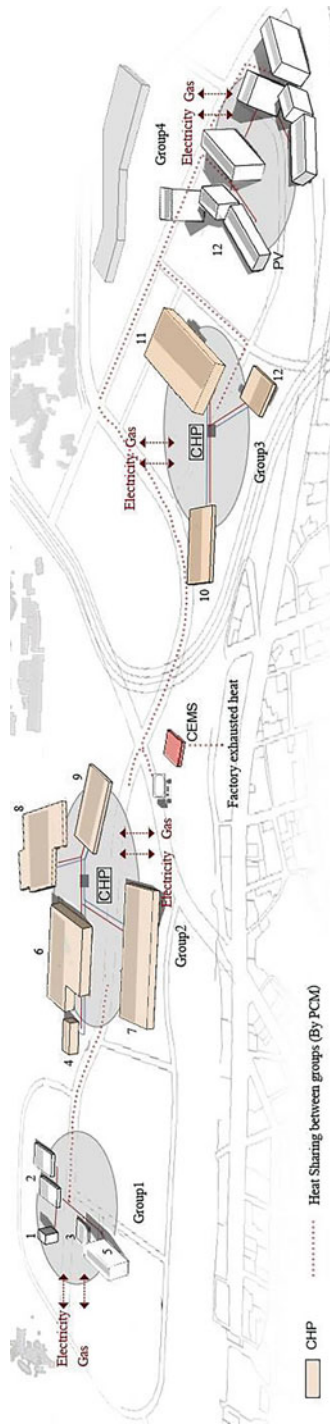 Electricity
Gas
1
2
3
5
Group1
4
6
7
8
9
CHP
Group2
Electricity
Gas
CEMS
Factory exhausted heat
Electricity
Gas
CHP
10
11
12
Group3
Group4
Electricity
Gas
12
PV
CHP
Heat Sharing between groups (By PCM)